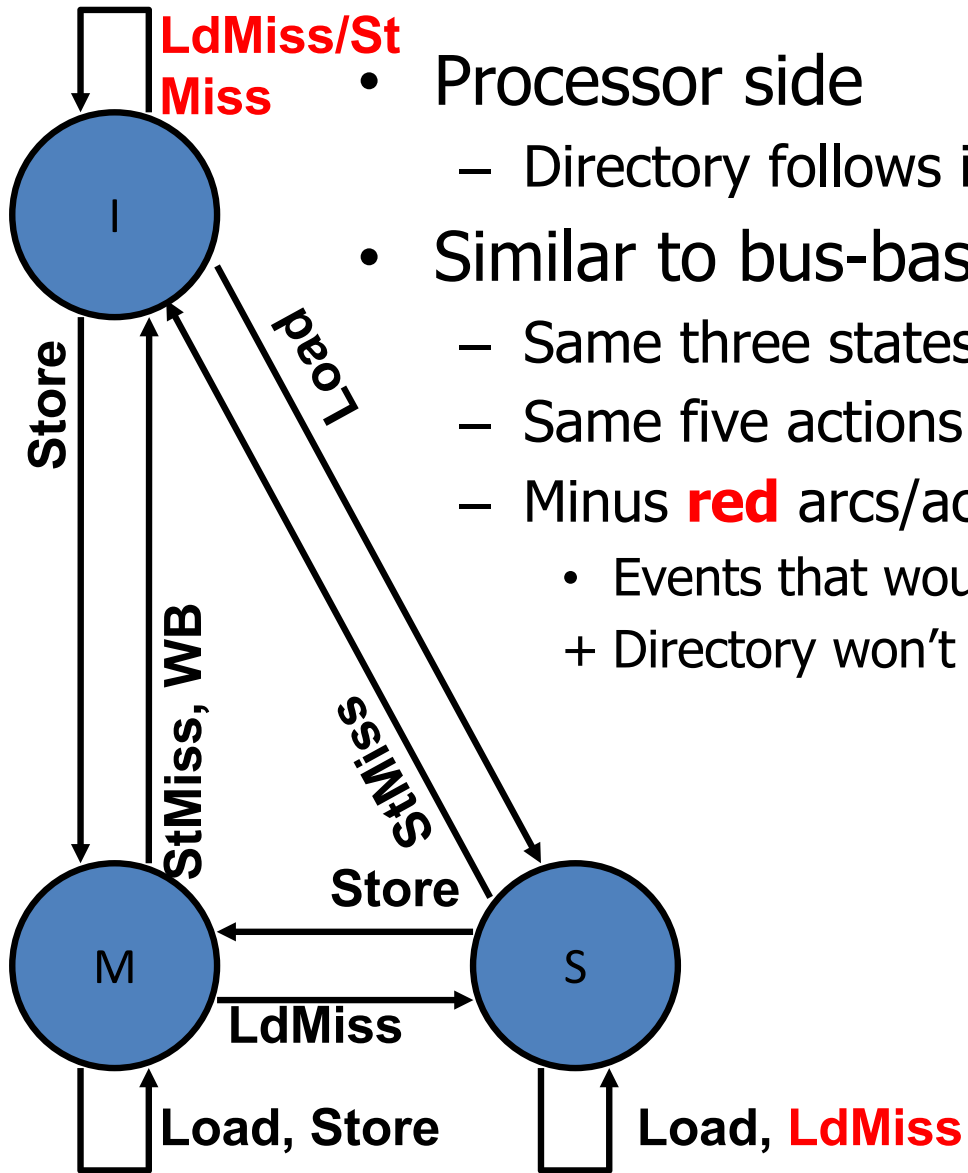 LdMiss/St
Miss
• Processor side
– Directory follows i
I
• Similar to bus-bas
– Same three states
– Same five actions
– Minus red arcs/ac
• Events that wou
+ Directory won't
Store
Load
StMiss, WB
StMiss
Store
M
S
LdMiss
Load, Store
Load, LdMiss